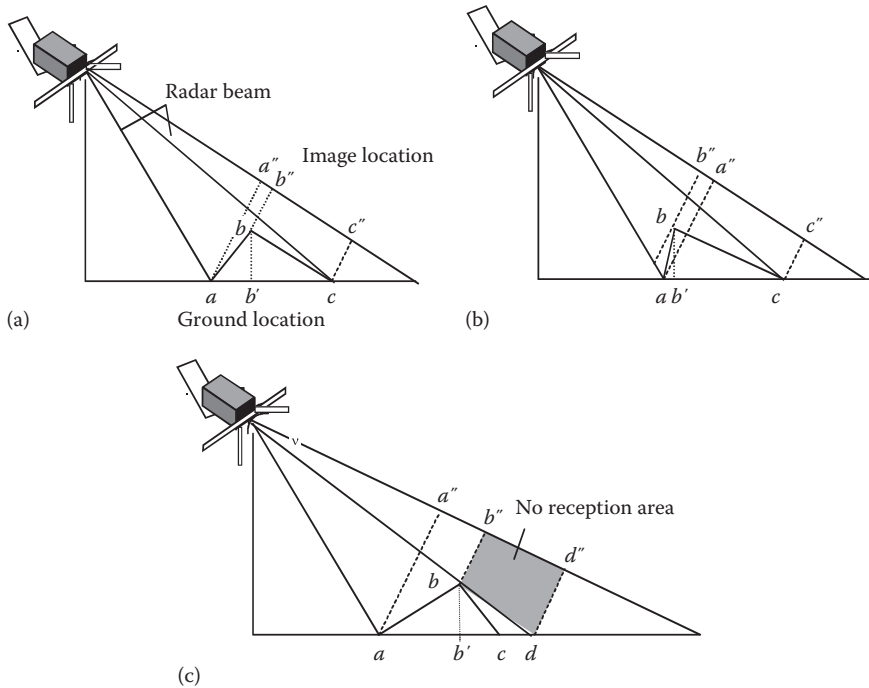 Radar beam
Image location
a″
b″
c″
b
a
b′
c
(a)
Ground location
b″
a″
c″
b
a b′
c
(b)
v
a″
b″
No reception area
d″
b
a
b′
c
d
(c)